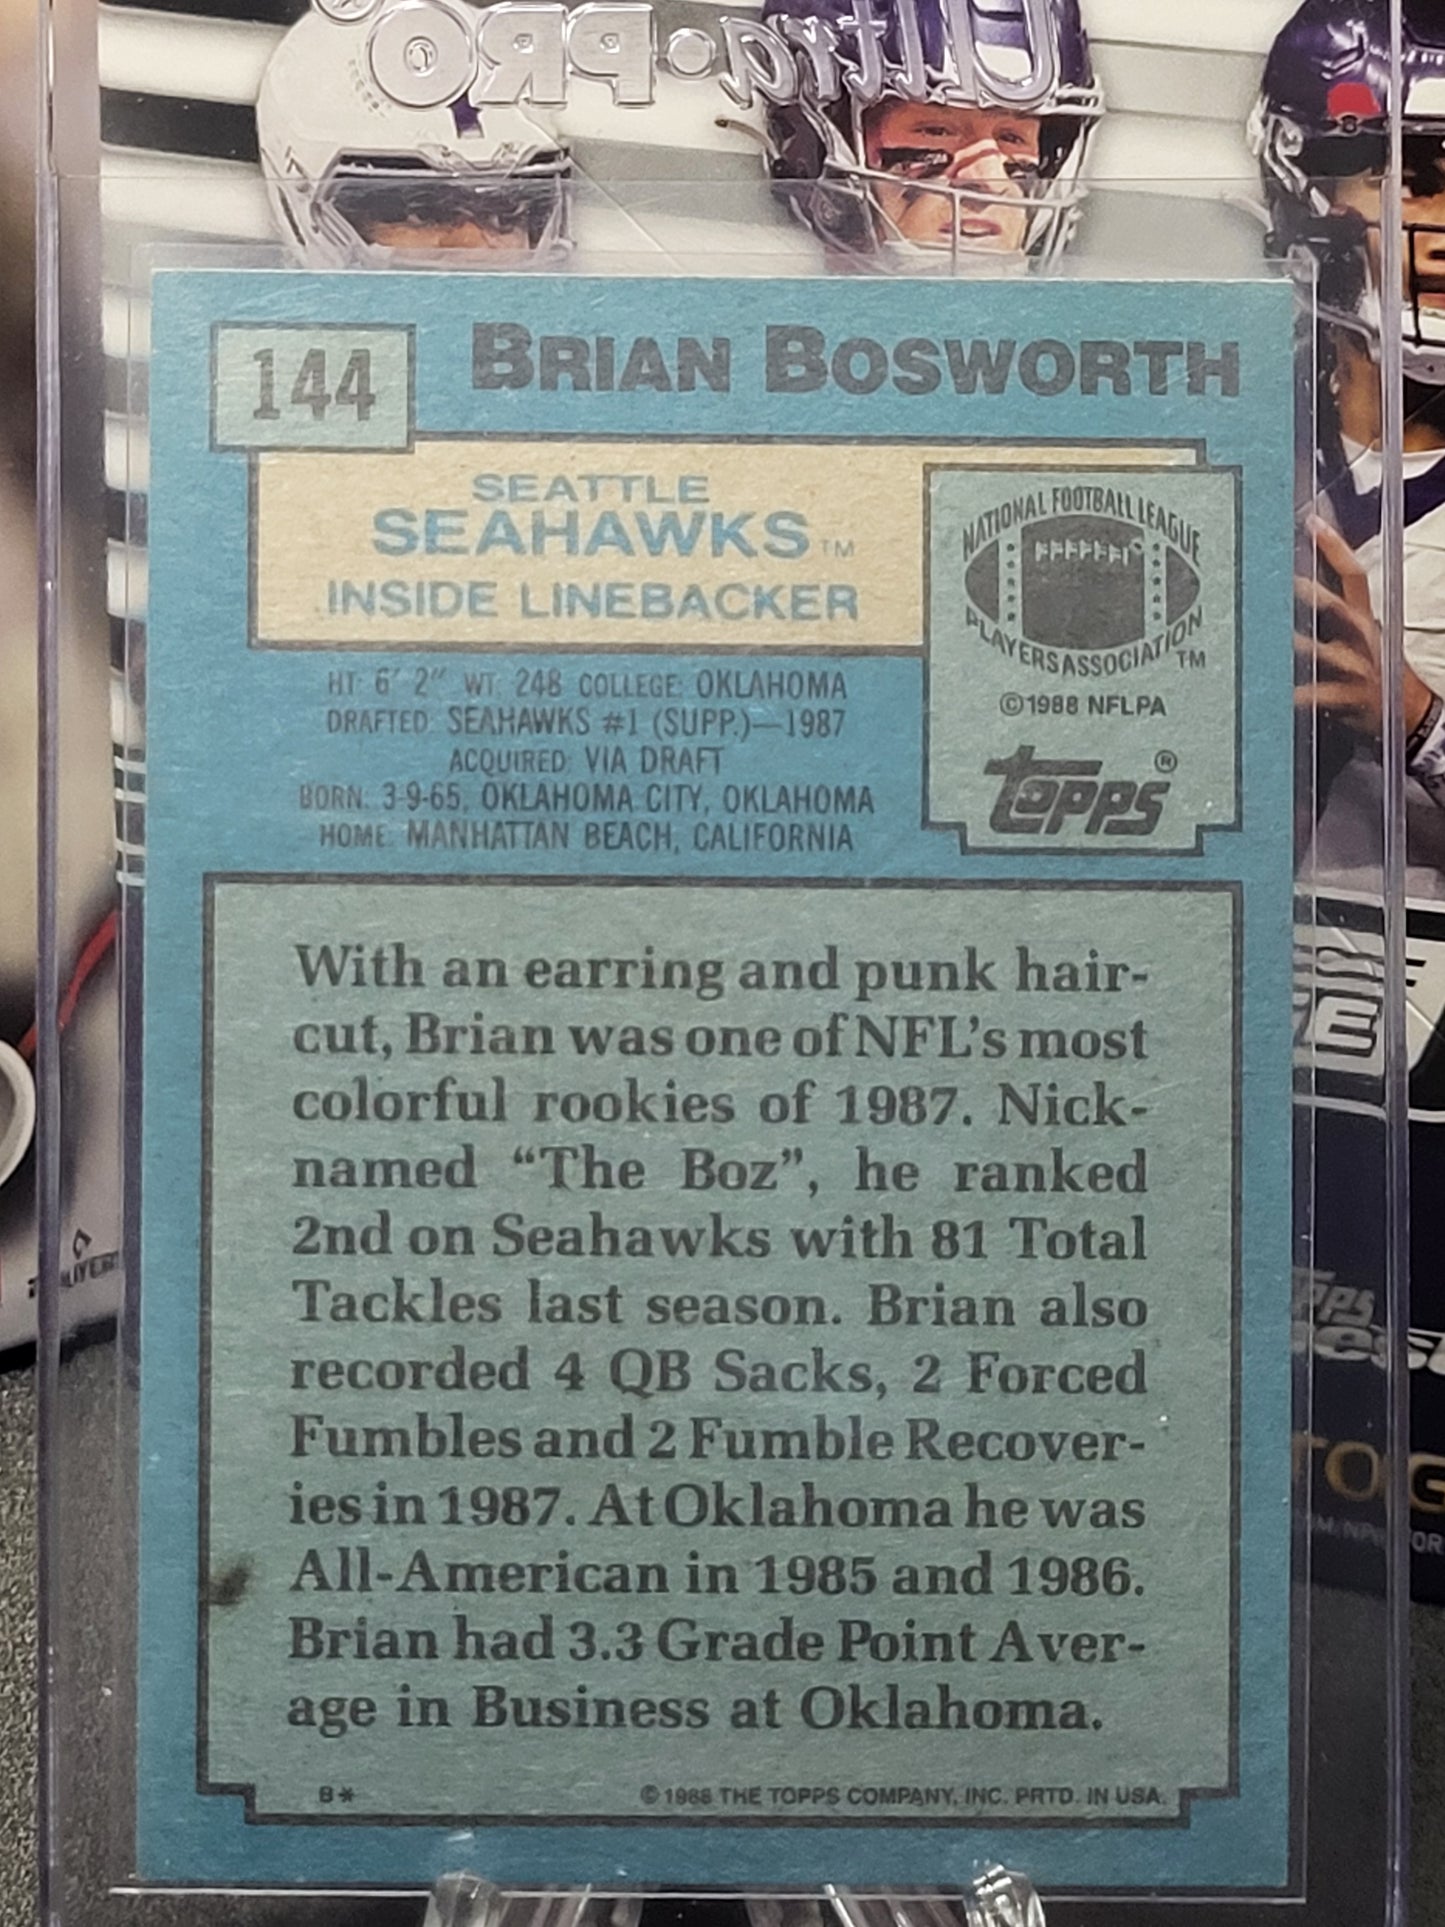 Ultra•PRO®
144 BRIAN BOSWORTH
SEATTLE
SEAHAWKS TM
INSIDE LINEBACKER
NATIONAL FOOTBALL LEAGUE
PLAYERS ASSOCIATION TM
©1988 NFLPA
Topps®
HT: 6' 2" WT: 248 COLLEGE: OKLAHOMA
DRAFTED: SEAHAWKS #1 (SUPP.)—1987
ACQUIRED: VIA DRAFT
BORN: 3-9-65, OKLAHOMA CITY, OKLAHOMA
HOME: MANHATTAN BEACH, CALIFORNIA
With an earring and punk hair-
cut, Brian was one of NFL's most
colorful rookies of 1987. Nick-
named “The Boz”, he ranked
2nd on Seahawks with 81 Total
Tackles last season. Brian also
recorded 4 QB Sacks, 2 Forced
Fumbles and 2 Fumble Recover-
ies in 1987. At Oklahoma he was
All-American in 1985 and 1986.
Brian had 3.3 Grade Point Aver-
age in Business at Oklahoma.
B*
© 1988 THE TOPPS COMPANY, INC. PRTD. IN USA.